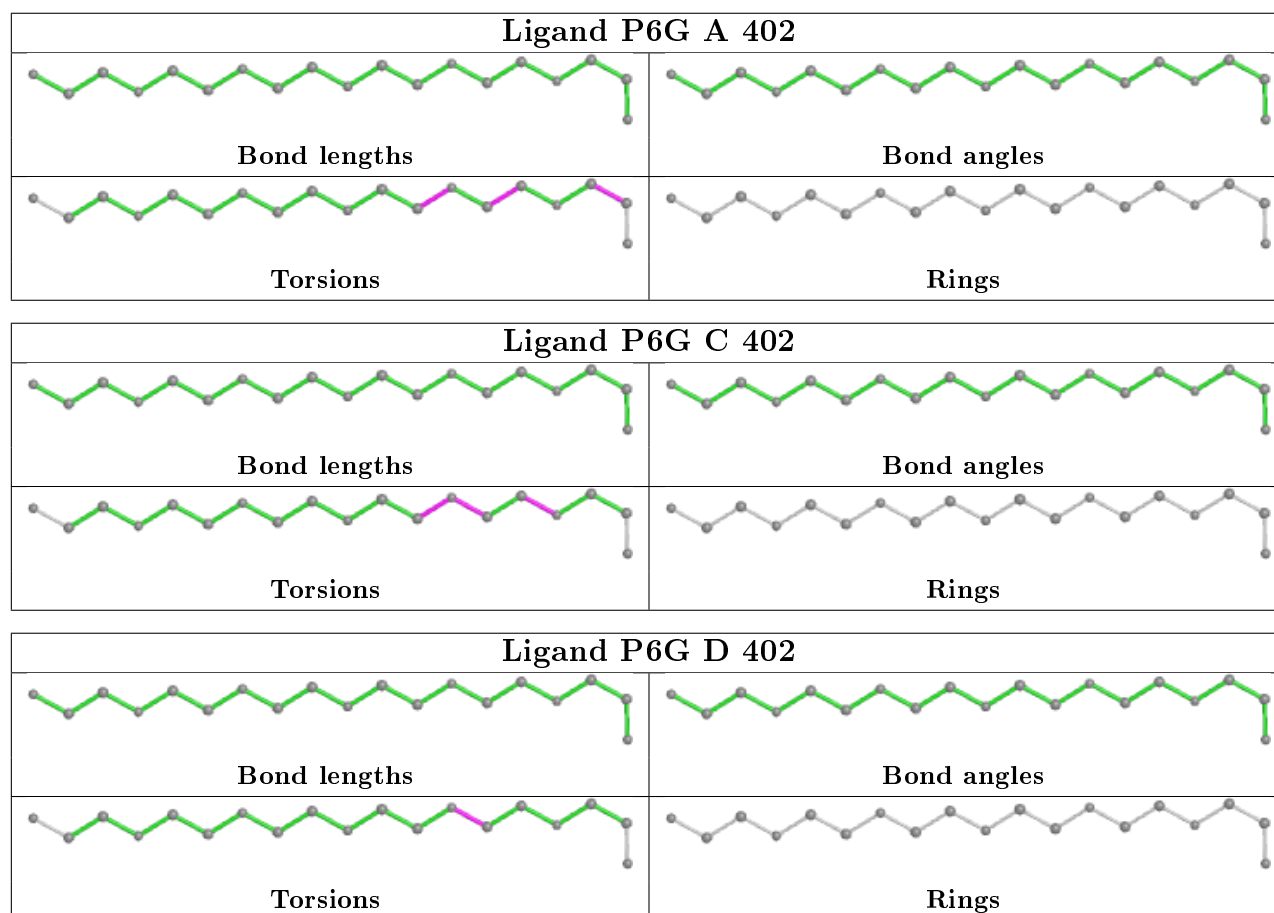 Ligand P6G A 402
Bond lengths
Bond angles
Torsions
Rings
Ligand P6G C 402
Bond lengths
Bond angles
Torsions
Rings
Ligand P6G D 402
Bond lengths
Bond angles
Torsions
Rings